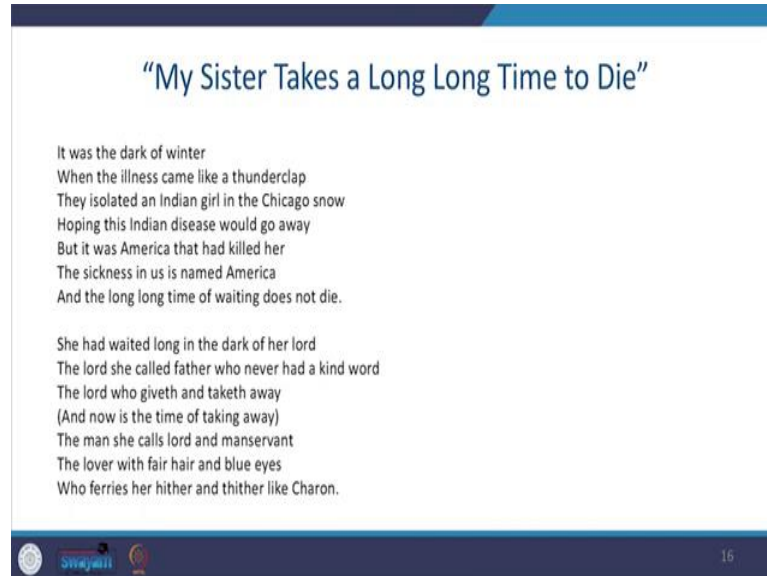 “My Sister Takes a Long Long Time to Die”
It was the dark of winter
When the illness came like a thunderclap
They isolated an Indian girl in the Chicago snow
Hoping this Indian disease would go away
But it was America that had killed her
The sickness in us is named America
And the long long time of waiting does not die.
She had waited long in the dark of her lord
The lord she called father who never had a kind word
The lord who giveth and taketh away
(And now is the time of taking away)
The man she calls lord and manservant
The lover with fair hair and blue eyes
Who ferries her hither and thither like Charon.
swayam
16